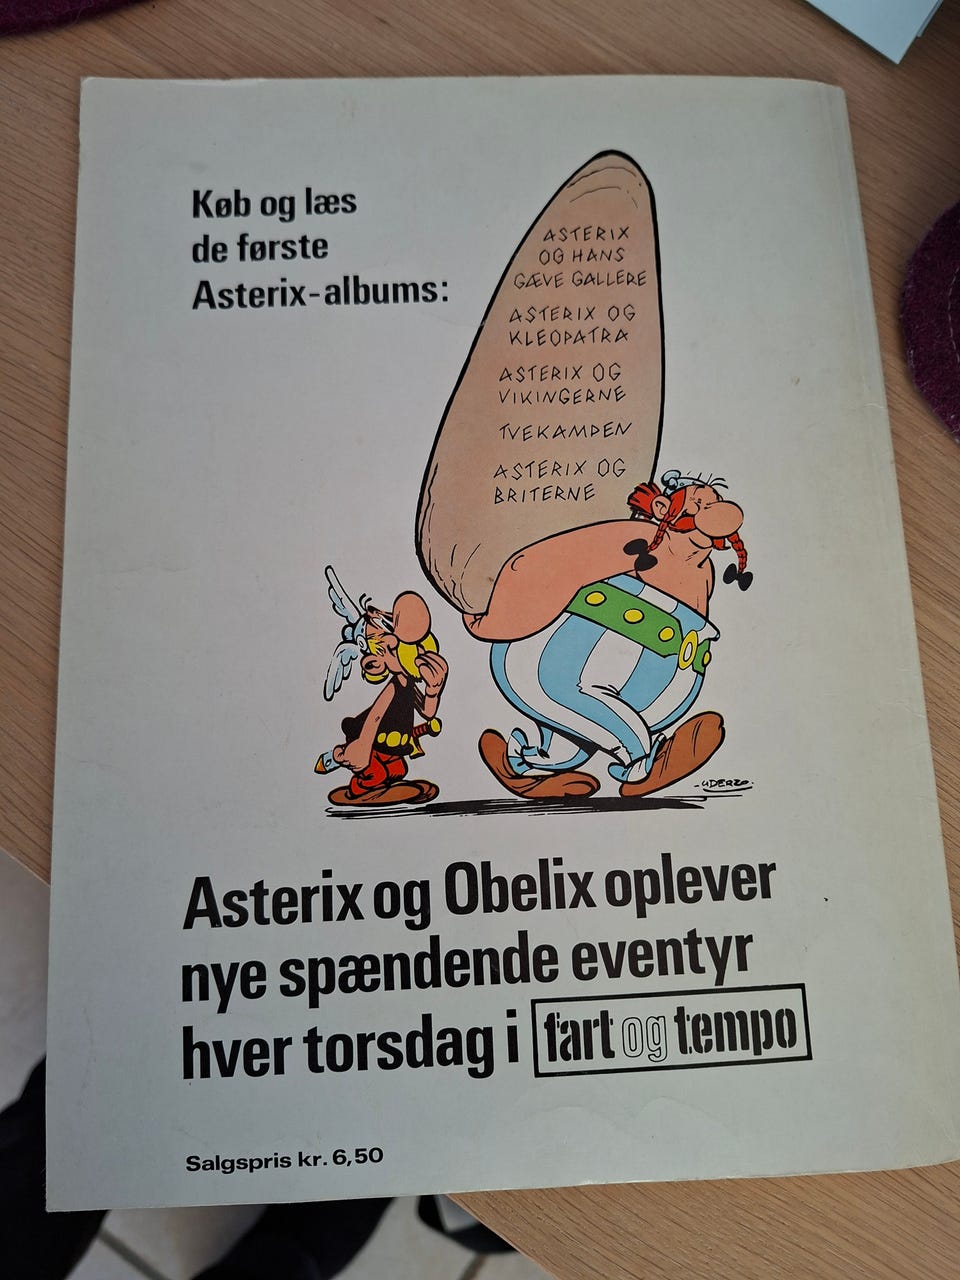 Køb og læs
de første
Asterix-albums:
ASTERIX
OG HANS
GÆVE GALLERE
ASTERIX OG
KLEOPATRA
ASTERIX OG
VIKINGERNE
TVEKAMPEN
ASTERIX OG
BRITERNE
-UDERZO-
Asterix og Obelix oplever
nye spændende eventyr
hver torsdag i fart og tempo
Salgspris kr. 6,50